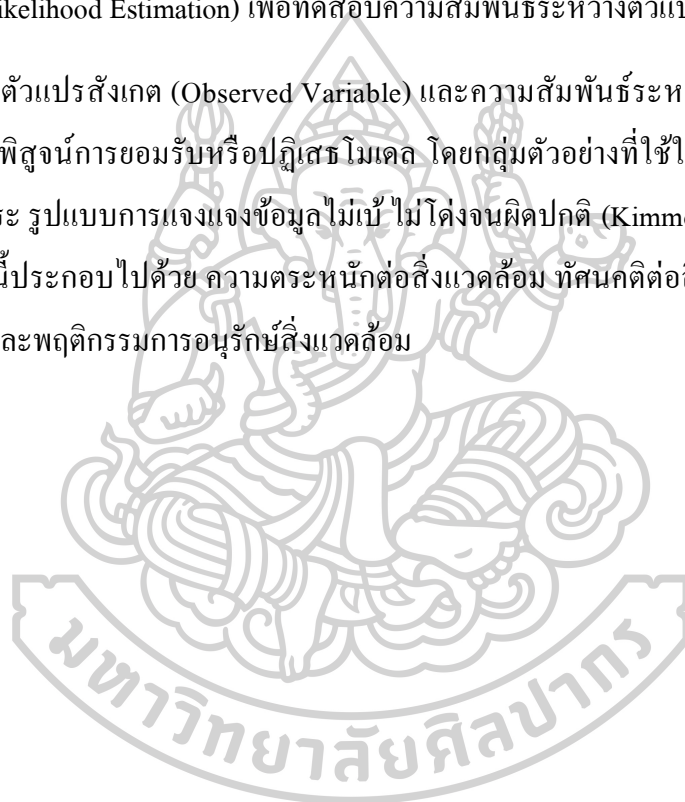 ikelihood Estimation) เพื่อทดสอบความสัมพันธ์ระหว่างตัวแป
ตัวแปรสังเกต (Observed Variable) และความสัมพันธ์ระห
พิสูจน์การยอมรับหรือปฏิเสธโมเดล โดยกลุ่มตัวอย่างที่ใช้ใ
ระ รูปแบบการแจงแจงข้อมูลไม่เบ้ ไม่โด่งจนผิดปกติ (Kimm
นี้ประกอบไปด้วย ความตระหนักต่อสิ่งแวดล้อม ทัศนคติต่อ
ละพฤติกรรมการอนุรักษ์สิ่งแวดล้อม
มหาวิทยาลัยศิลปากร